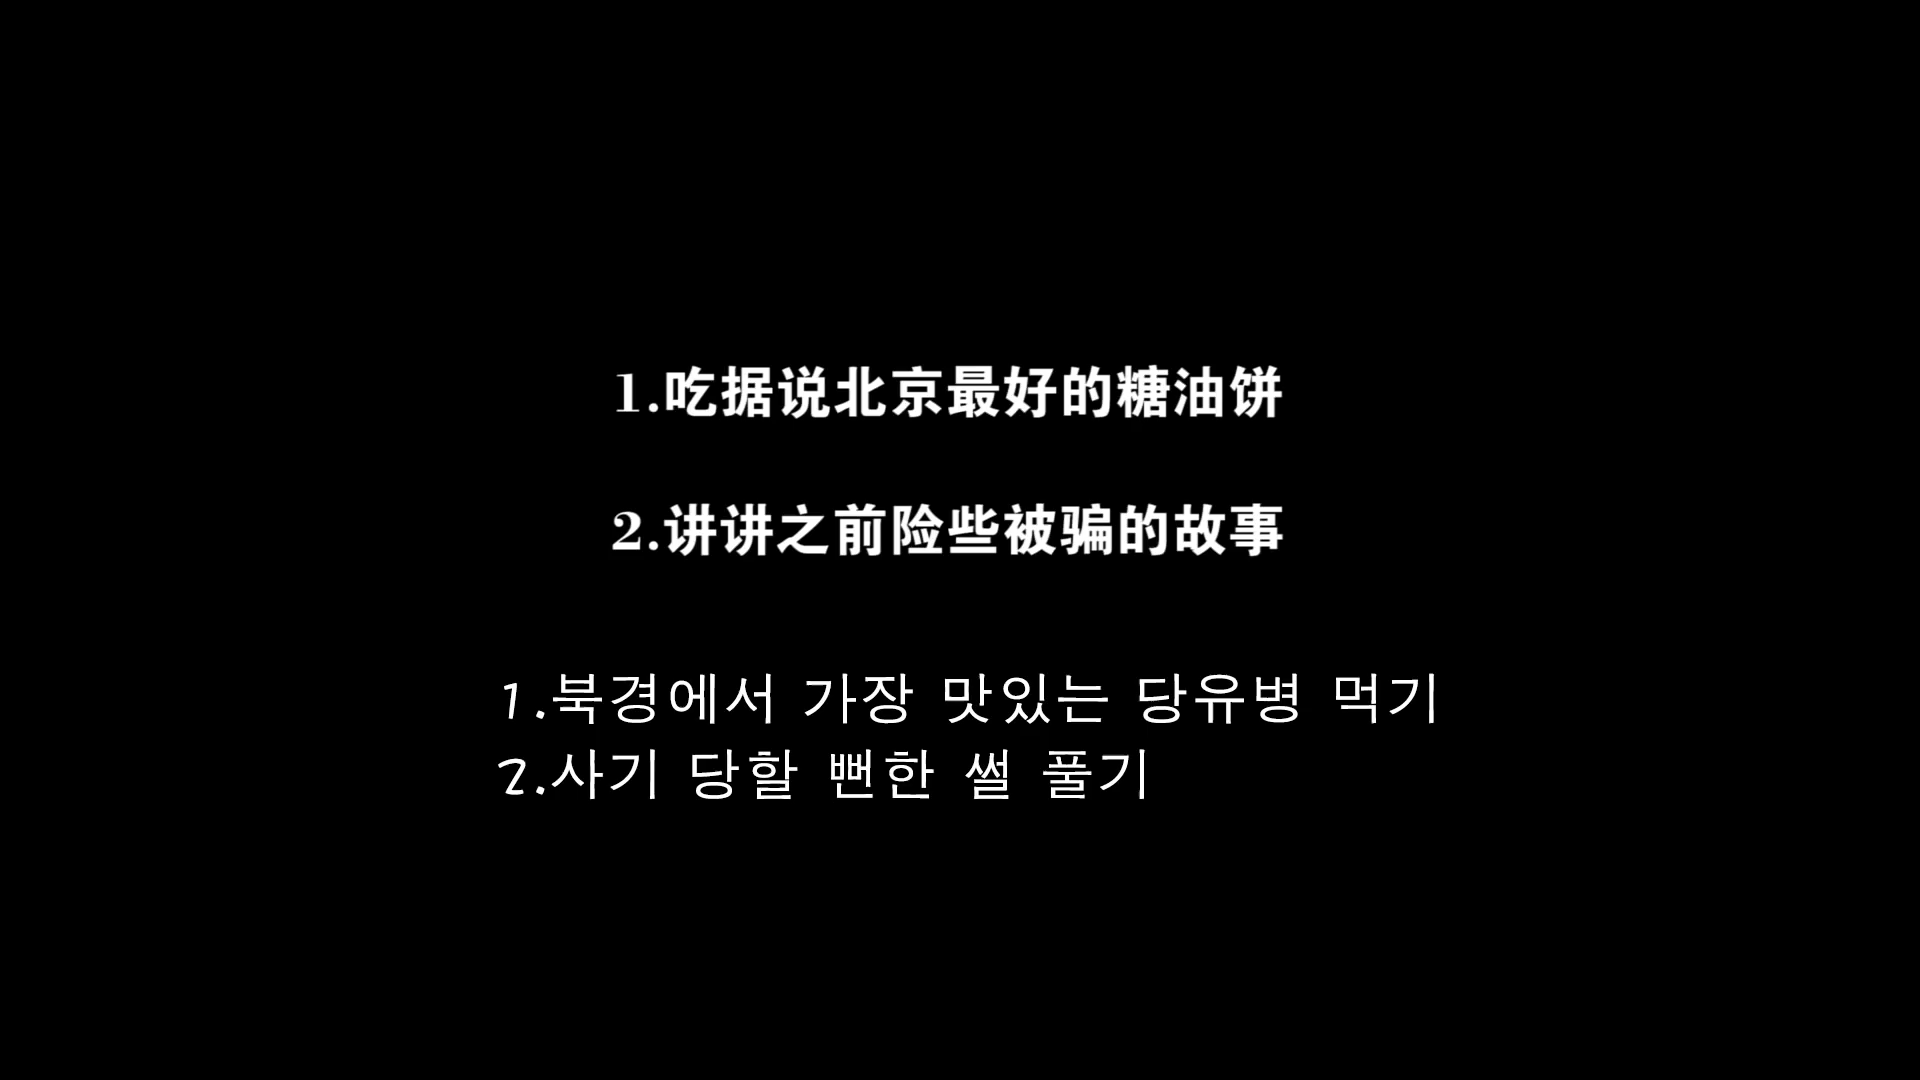 1.吃据说北京最好的糖油饼
2.讲讲之前险些被骗的故事
1.북경에서 가장 맛있는 당유병 먹기
2.사기 당할 뻔한 썰 풀기